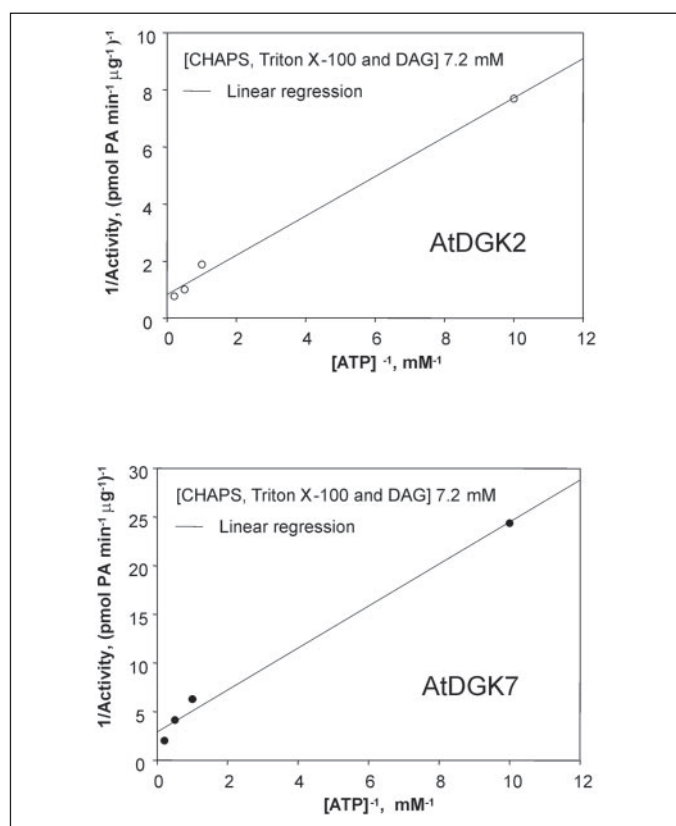 10
8
6
4
2
0
1/Activity, (pmol PA min⁻¹ µg⁻¹)⁻¹
[CHAPS, Triton X-100 and DAG] 7.2 mM
Linear regression
AtDGK2
0 2 4 6 8 10 12
[ATP] ⁻¹, mM⁻¹
30
25
20
15
10
5
0
1/Activity, (pmol PA min⁻¹ µg⁻¹)⁻¹
[CHAPS, Triton X-100 and DAG] 7.2 mM
Linear regression
AtDGK7
0 2 4 6 8 10 12
[ATP]⁻¹, mM⁻¹